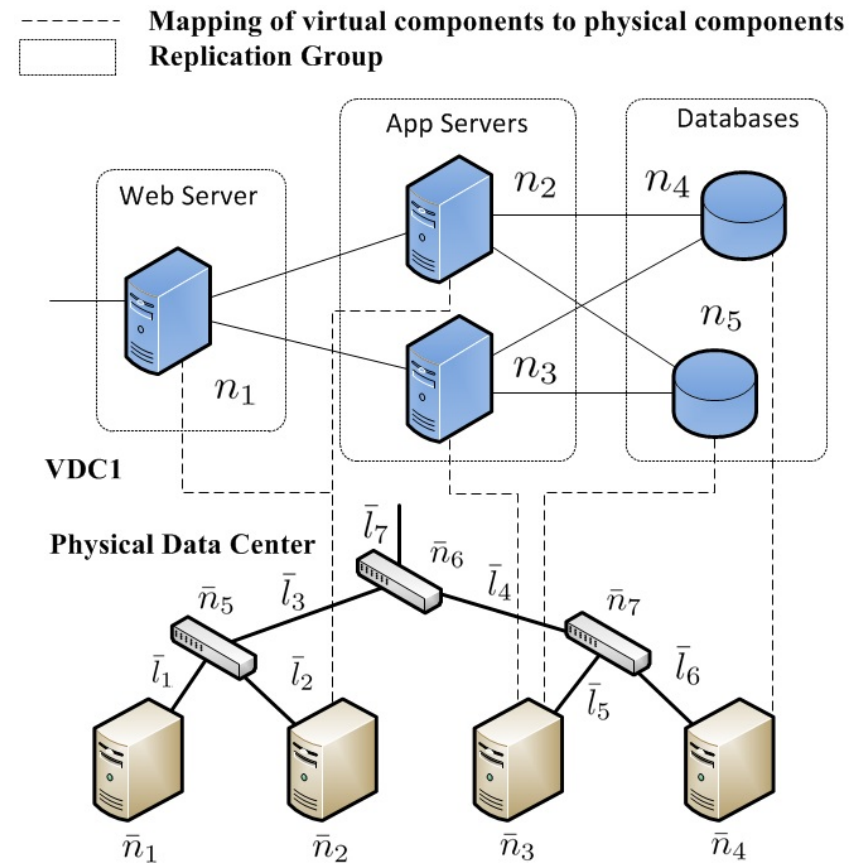 Mapping of virtual components to physical components
Replication Group
App Servers
Databases
Web Server
n₂
n₄
n₅
n₁
n₃
VDC1
Physical Data Center
l̄₇
n̄₆
l̄₃
l̄₄
n̄₅
n̄₇
l̄₁
l̄₂
l̄₅
l̄₆
n̄₁
n̄₂
n̄₃
n̄₄